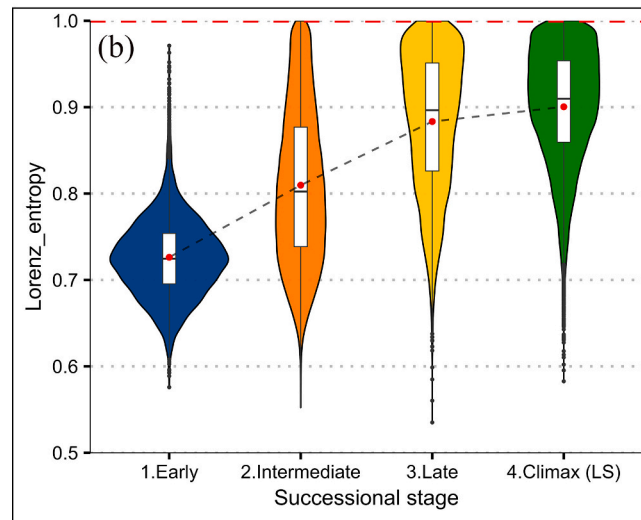 (b)
Lorenz_entropy
1.0
0.9
0.8
0.7
0.6
0.5
1.Early 2.Intermediate 3.Late 4.Climax (LS)
Successional stage